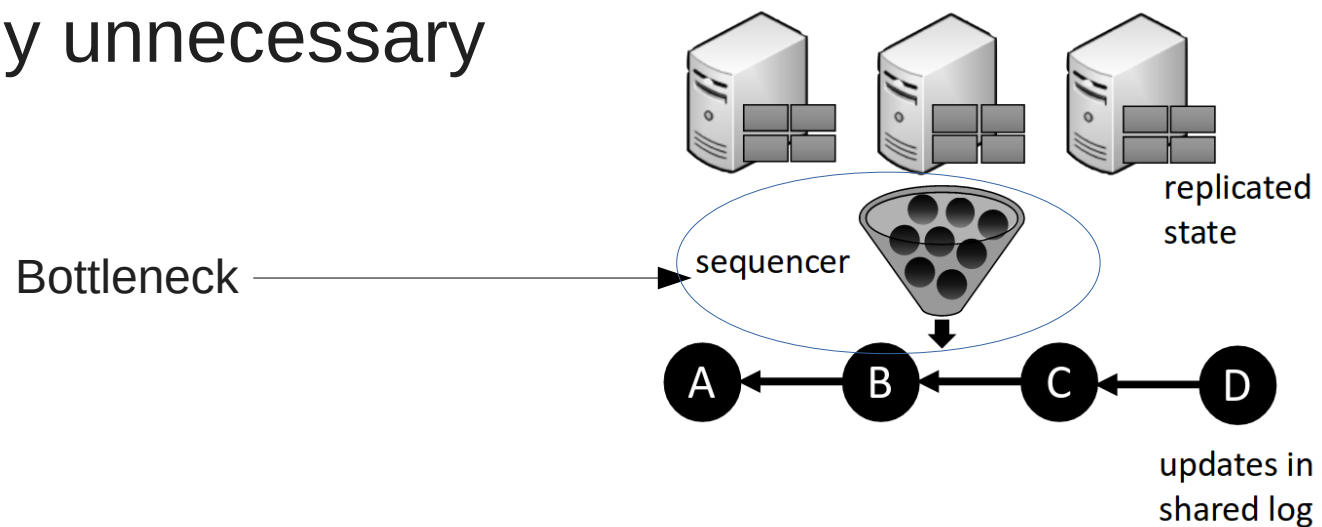 y unnecessary
replicated
state
Bottleneck
sequencer
A B C D
updates in
shared log